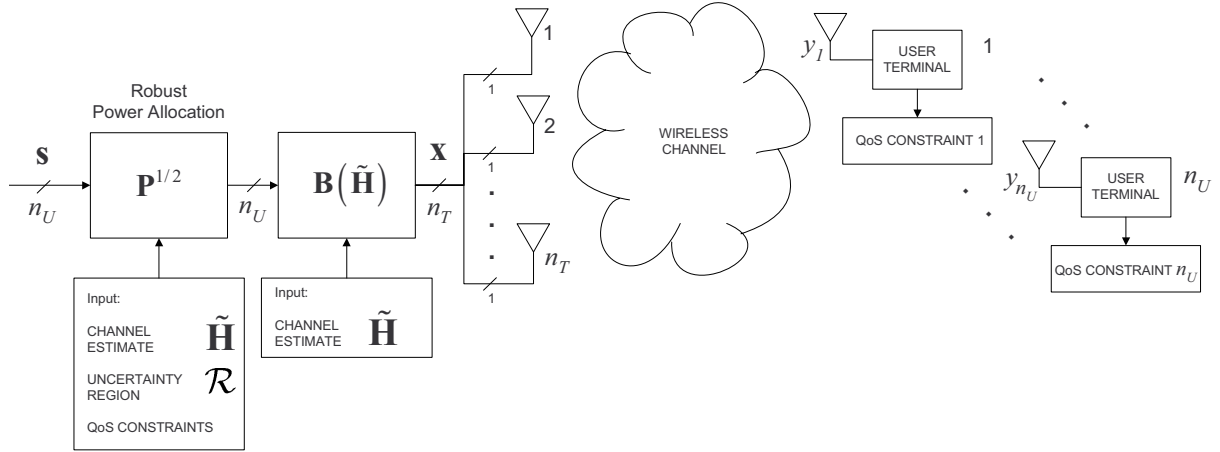 Robust
Power Allocation
s
n_U
P^{1/2}
n_U
B(H̃)
x
n_T
1
1
1
2
1
n_T
1
Input:
CHANNEL
ESTIMATE H̃
UNCERTAINTY
REGION ℛ
QoS CONSTRAINTS
Input:
CHANNEL
ESTIMATE H̃
WIRELESS
CHANNEL
y_1
USER
TERMINAL
1
QoS CONSTRAINT 1
y_{n_U}
USER
TERMINAL
n_U
QoS CONSTRAINT n_U